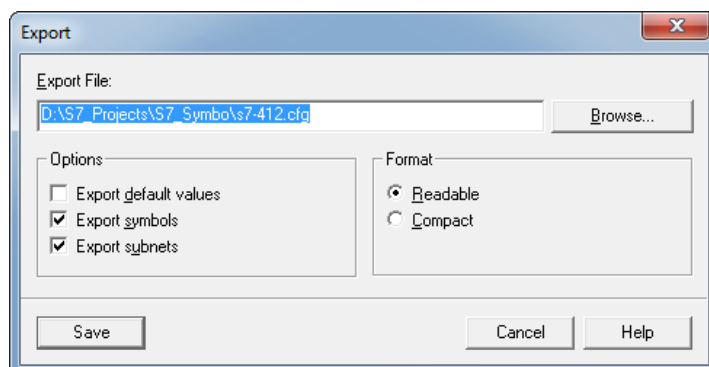 Export
Export File:
D:\S7_Projects\S7_Symbo\s7-412.cfg
Browse...
Options
Export default values
Export symbols
Export subnets
Format
Readable
Compact
Save
Cancel
Help